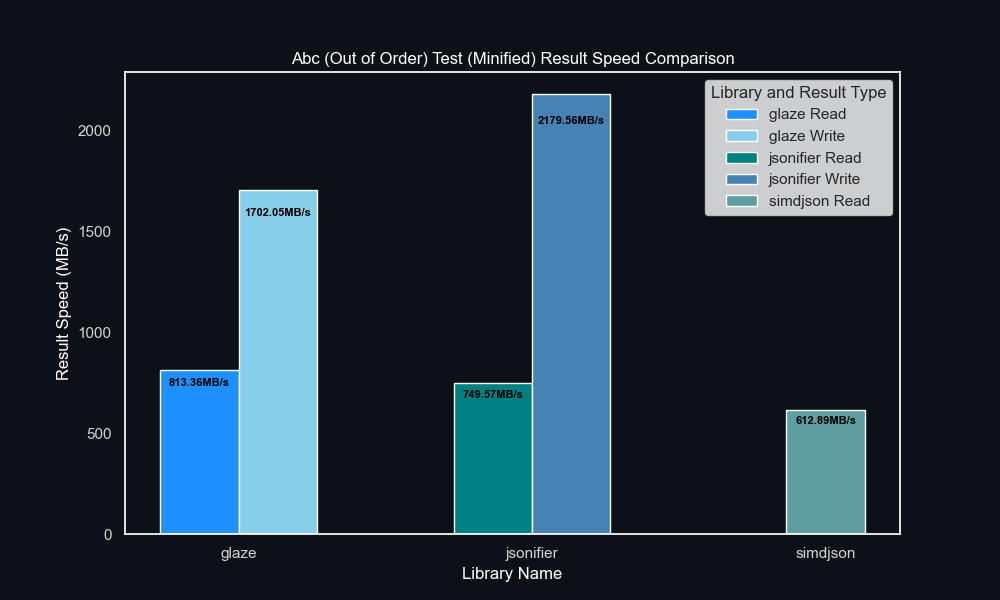 Abc (Out of Order) Test (Minified) Result Speed Comparison
Library and Result Type
glaze Read
glaze Write
jsonifier Read
jsonifier Write
simdjson Read
Result Speed (MB/s)
2000
1500
1000
500
0
2179.56MB/s
1702.05MB/s
813.36MB/s
749.57MB/s
612.89MB/s
glaze
jsonifier
simdjson
Library Name